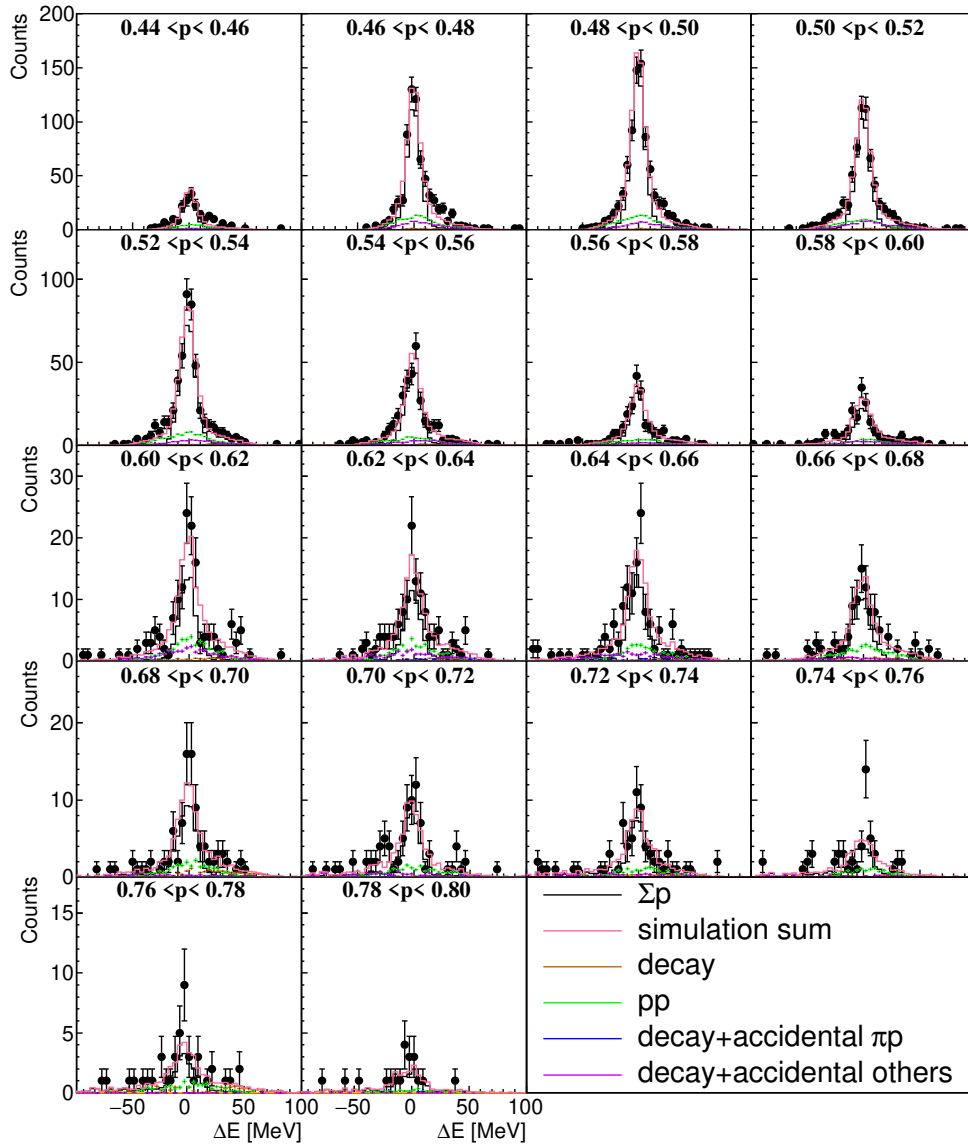 0.44 <p< 0.46
0.46 <p< 0.48
0.48 <p< 0.50
0.50 <p< 0.52
Counts
200
150
100
50
0
0.52 <p< 0.54
0.54 <p< 0.56
0.56 <p< 0.58
0.58 <p< 0.60
Counts
100
50
0
0.60 <p< 0.62
0.62 <p< 0.64
0.64 <p< 0.66
0.66 <p< 0.68
Counts
30
20
10
0
0.68 <p< 0.70
0.70 <p< 0.72
0.72 <p< 0.74
0.74 <p< 0.76
Counts
20
10
0
0.76 <p< 0.78
0.78 <p< 0.80
Counts
15
10
5
0
Σp
simulation sum
decay
pp
decay+accidental πp
decay+accidental others
−50 0 50 100
−50 0 50 100
ΔE [MeV]
ΔE [MeV]